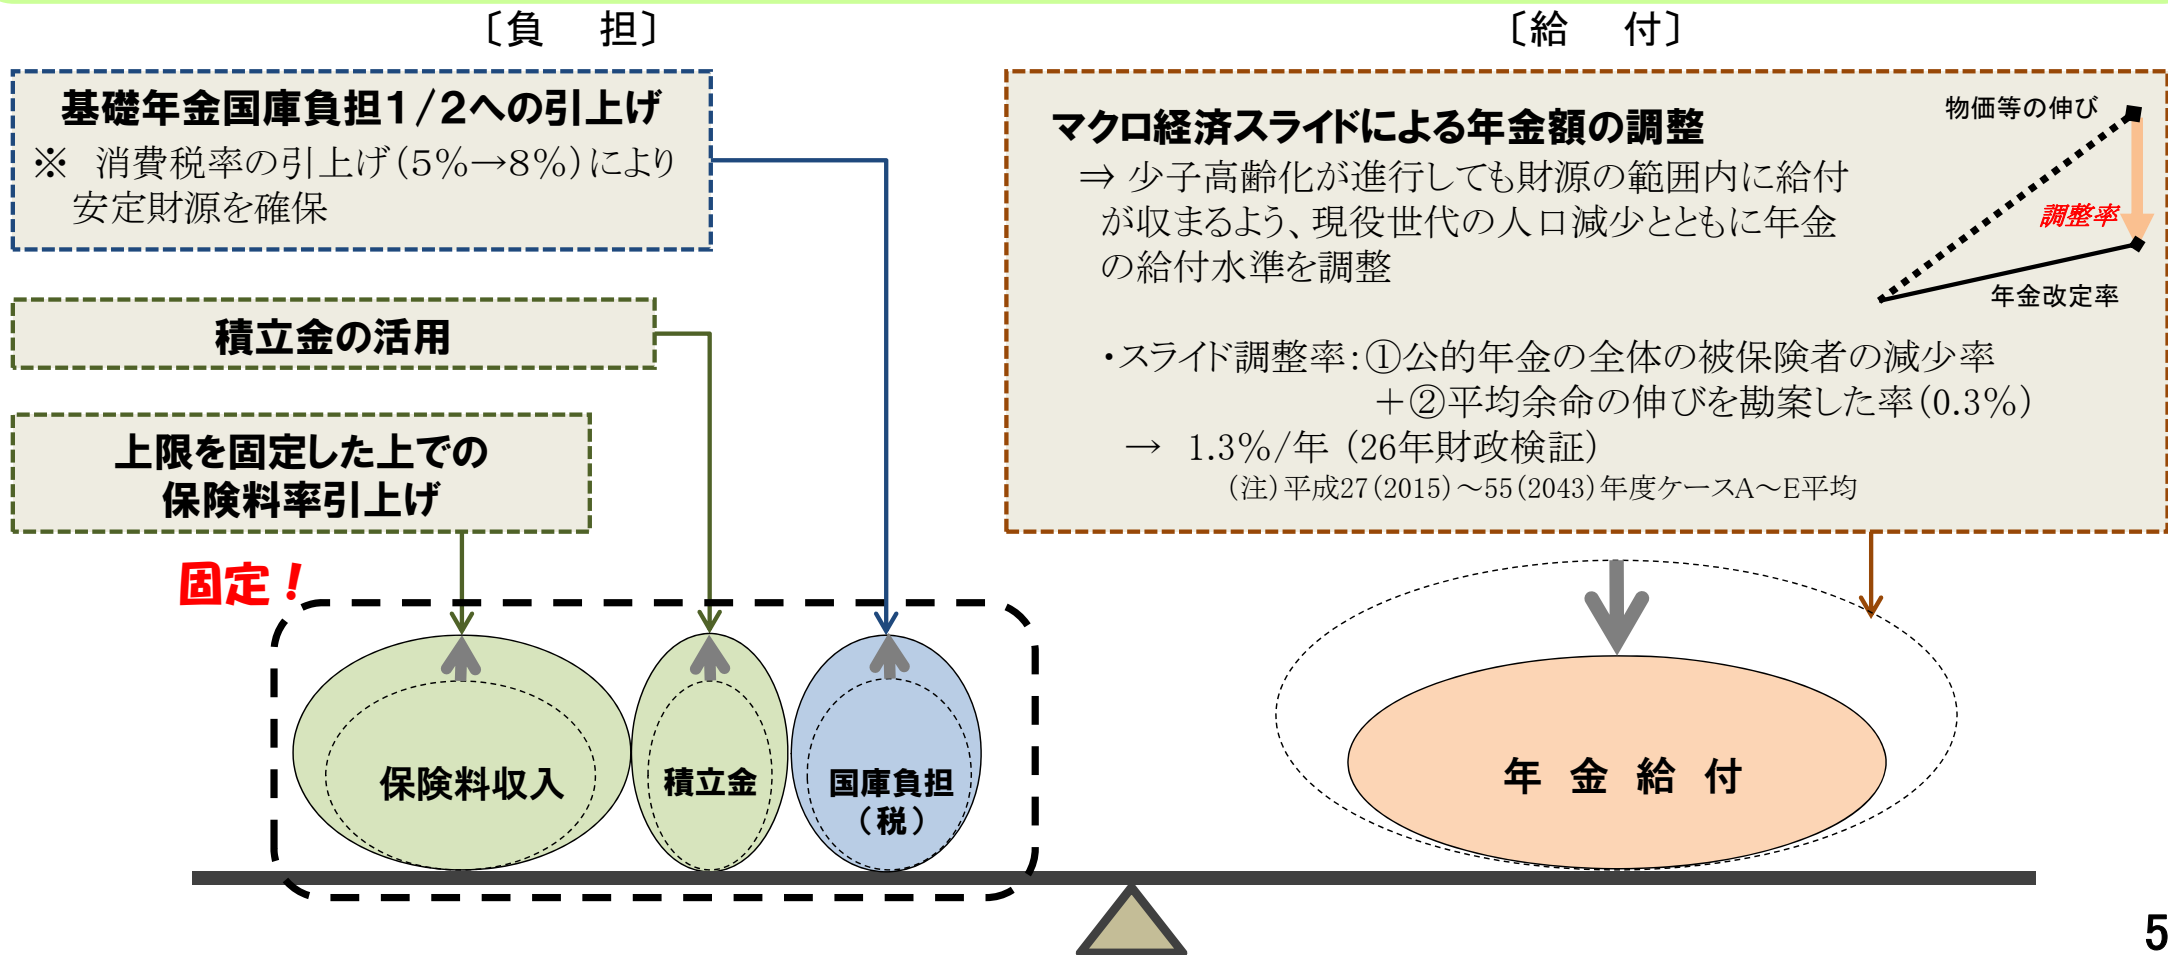 〔負　担〕
基礎年金国庫負担1/2への引上げ
※　消費税率の引上げ（5%→8%）により
安定財源を確保
積立金の活用
上限を固定した上での
保険料率引上げ
固定！
保険料収入
積立金
国庫負担
（税）
〔給　付〕
マクロ経済スライドによる年金額の調整
⇒ 少子高齢化が進行しても財源の範囲内に給付
が収まるよう、現役世代の人口減少とともに年金
の給付水準を調整
物価等の伸び
調整率
年金改定率
・スライド調整率：①公的年金の全体の被保険者の減少率
＋②平均余命の伸びを勘案した率（0.3%）
→ 1.3%/年（26年財政検証）
（注）平成27（2015）～55（2043）年度ケースA～E平均
年 金 給 付
5